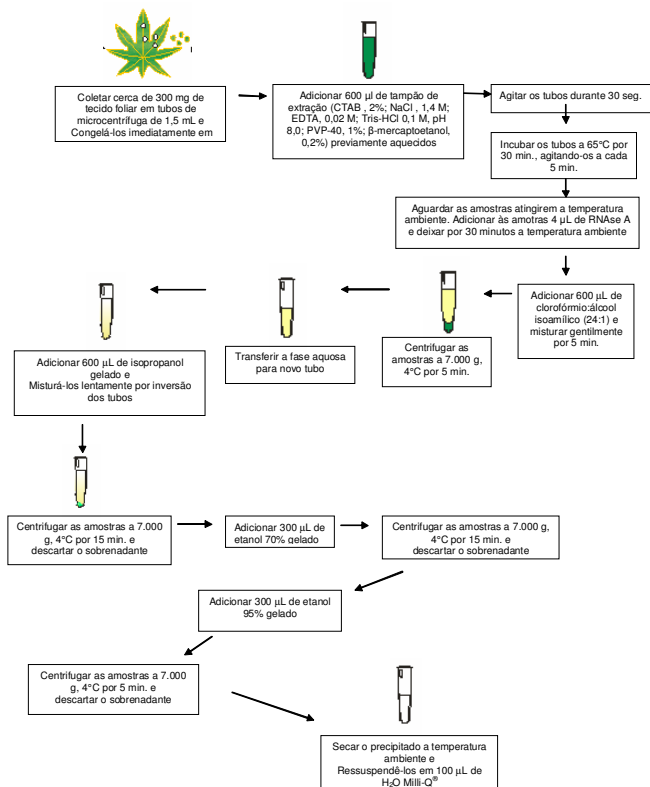 Coletar cerca de 300 mg de
tecido foliar em tubos de
microcentrífuga de 1,5 mL e
Congelá-los imediatamente em
Adicionar 600 µl de tampão de
extração (CTAB , 2%; NaCl , 1,4 M;
EDTA, 0,02 M; Tris-HCl 0,1 M, pH
8,0; PVP-40, 1%; β-mercaptoetanol,
0,2%) previamente aquecidos
Agitar os tubos durante 30 seg.
Incubar os tubos a 65°C por
30 min., agitando-os a cada
5 min.
Aguardar as amostras atingirem a temperatura
ambiente. Adicionar às amotras 4 µL de RNAse A
e deixar por 30 minutos a temperatura ambiente
Adicionar 600 µL de
clorofórmio:álcool
isoamílico (24:1) e
misturar gentilmente
por 5 min.
Centrifugar as
amostras a 7.000 g,
4°C por 5 min.
Transferir a fase aquosa
para novo tubo
Adicionar 600 µL de isopropanol
gelado e
Misturá-los lentamente por inversão
dos tubos
Centrifugar as amostras a 7.000
g, 4°C por 15 min. e
descartar o sobrenadante
Adicionar 300 µL de
etanol 70% gelado
Centrifugar as amostras a 7.000 g,
4°C por 15 min. e
descartar o sobrenadante
Adicionar 300 µL de etanol
95% gelado
Centrifugar as amostras a 7.000
g, 4°C por 5 min. e
descartar o sobrenadante
Secar o precipitado a temperatura
ambiente e
Ressuspendê-los em 100 µL de
H2O Milli-Q®